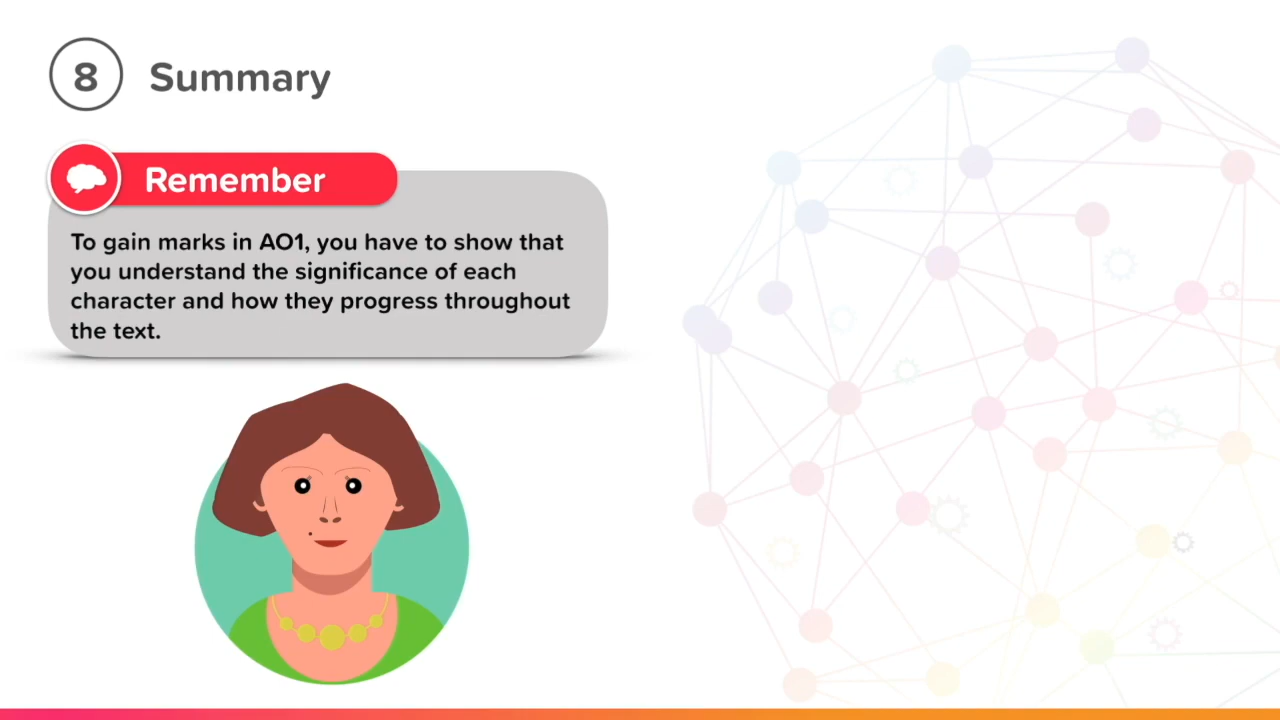 8 Summary
Remember
To gain marks in AO1, you have to show that
you understand the significance of each
character and how they progress throughout
the text.